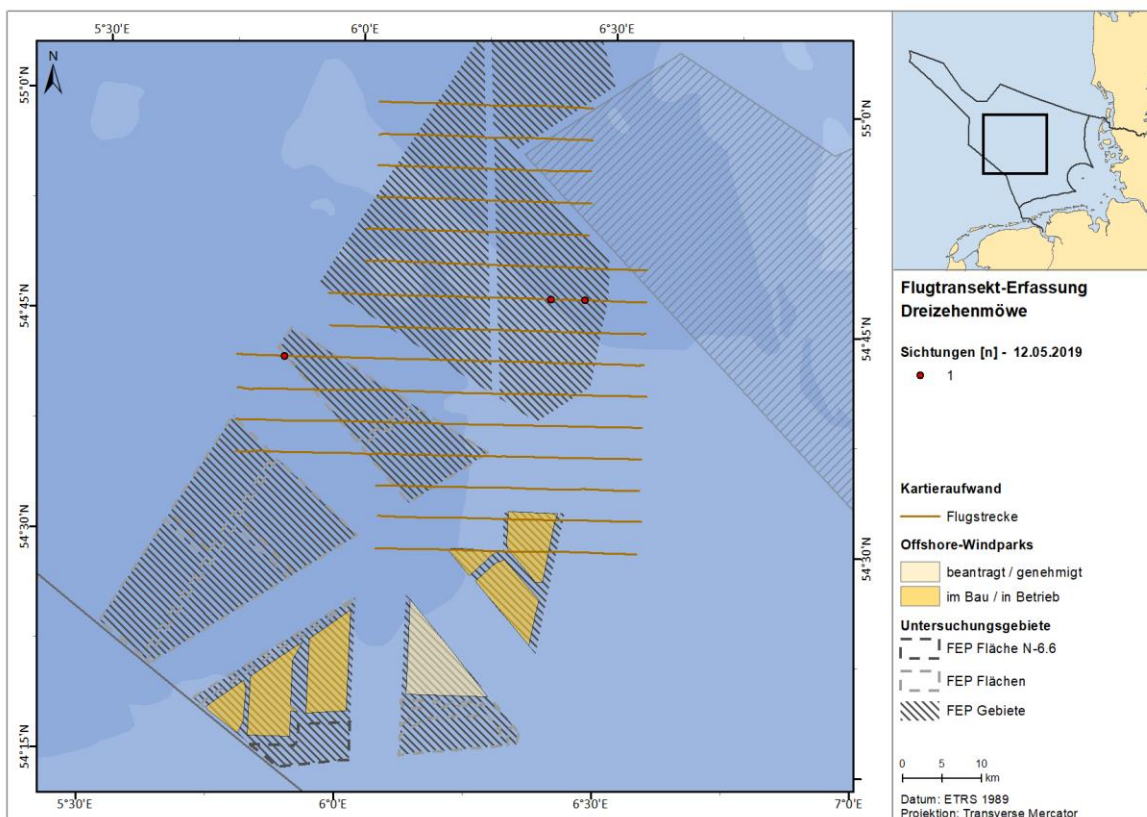 5°30'E
6°0'E
6°30'E
N
55°0'N
55°0'N
54°45'N
54°45'N
54°30'N
54°30'N
54°15'N
5°30'E
6°0'E
6°30'E
7°0'E
Flugtransekt-Erfassung
Dreizehenmöwe
Sichtungen [n] - 12.05.2019
1
Kartieraufwand
Flugstrecke
Offshore-Windparks
beantragt / genehmigt
im Bau / in Betrieb
Untersuchungsgebiete
FEP Fläche N-6.6
FEP Flächen
FEP Gebiete
0 5 10
km
Datum: ETRS 1989
Projektion: Transverse Mercator